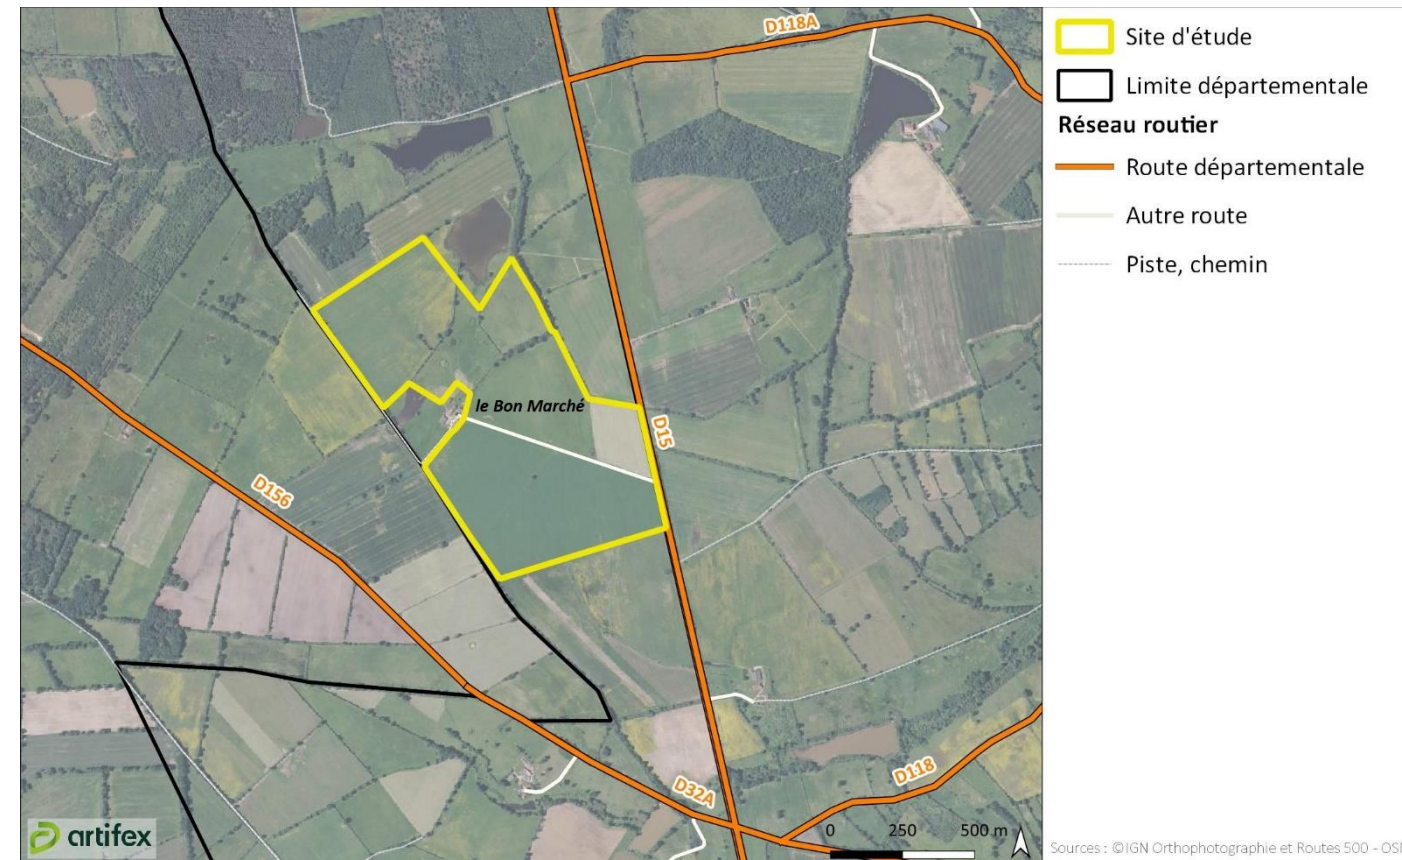 D118A
le Bon Marché
D15
D156
D32A
D118
artifex
0 250 500 m
Site d'étude
Limite départementale
Réseau routier
Route départementale
Autre route
Piste, chemin
Sources : ©IGN Orthophotographie et Routes 500 - OSM